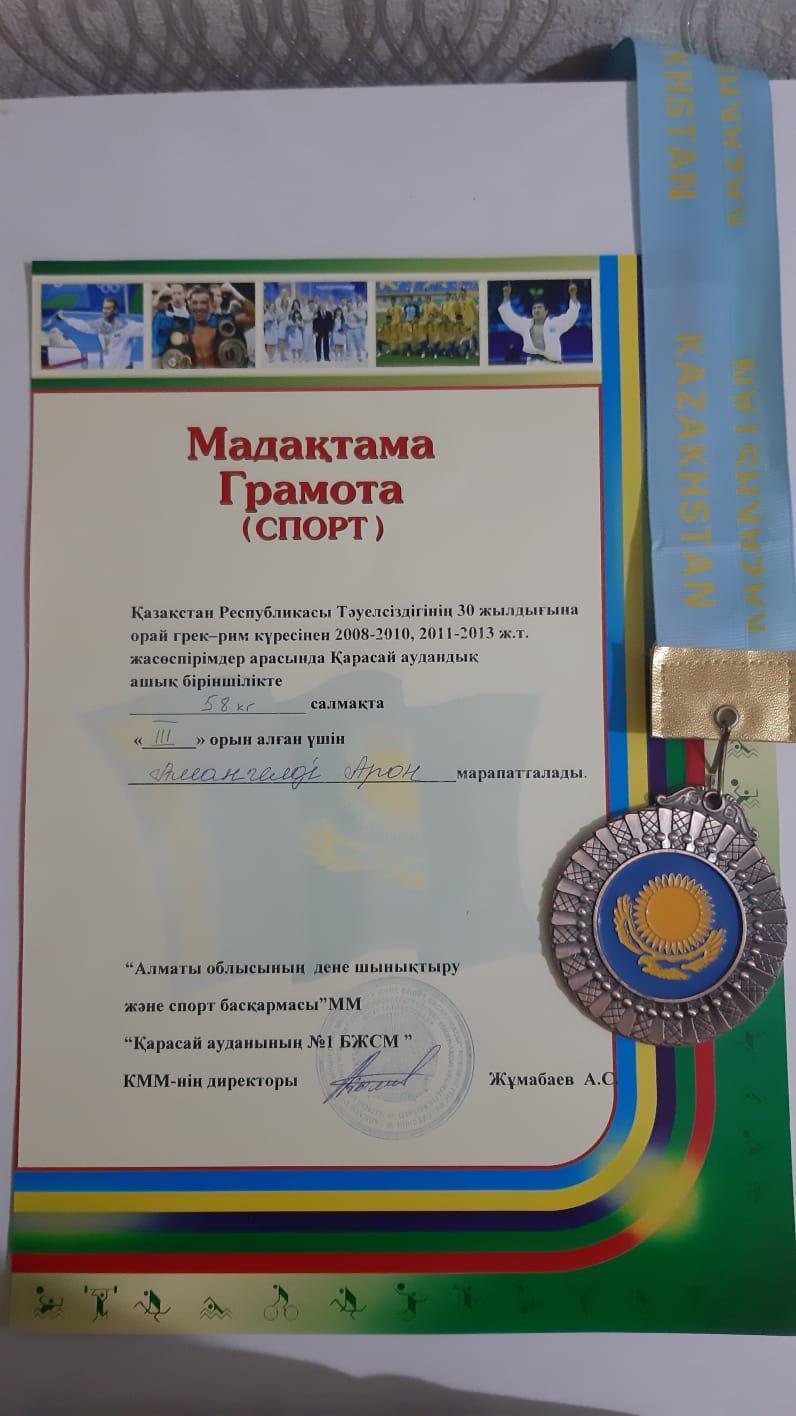 Мадақтама
Грамота
(СПОРТ)
Қазақстан Республикасы Тәуелсіздігінің 30 жылдығына
орай грек–рим күресінен 2008-2010, 2011-2013 ж.т.
жасөспірімдер арасында Қарасай аудандық
ашық біріншілікте
58 кг салмақта
« III » орын алған үшін
Амангелді Арон марапатталады.
“Алматы облысының дене шынықтыру
және спорт басқармасы”ММ
“Қарасай ауданының №1 БЖСМ ”
КММ-нің директоры Жұмабаев А.С.
KHSTAN
KAZAKHSTAN
KAZAKHSTAN